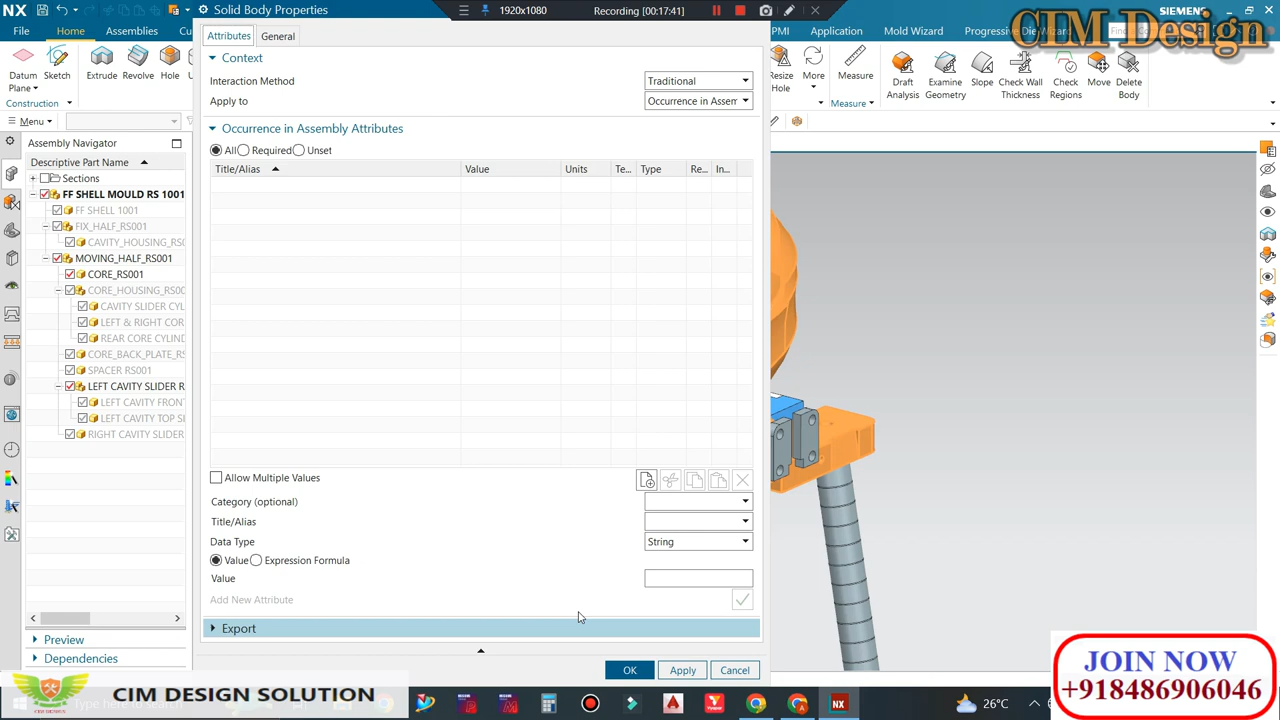 NX
Solid Body Properties
1920x1080
Recording [00:17:41]
SIEMENS
CIM Design
File
Home
Assemblies
Cu
Attributes
General
PMI
Application
Mold Wizard
Progressive Die Wizard
Datum
Plane
Sketch
Extrude
Revolve
Hole
Construction
Resize
Hole
More
Measure
Draft
Analysis
Examine
Geometry
Slope
Check Wall
Thickness
Check
Regions
Move
Delete
Body
Measure
Menu
Context
Interaction Method
Traditional
Apply to
Occurrence in Assem
Occurrence in Assembly Attributes
All
Required
Unset
Title/Alias
Value
Units
Te...
Type
Re...
In...
Assembly Navigator
Descriptive Part Name
Sections
FF SHELL MOULD RS 1001
FF SHELL 1001
FIX_HALF_RS001
CAVITY_HOUSING_RS0
MOVING_HALF_RS001
CORE_RS001
CORE_HOUSING_RS00
CAVITY SLIDER CYL
LEFT & RIGHT COR
REAR CORE CYLIND
CORE_BACK_PLATE_RS
SPACER RS001
LEFT CAVITY SLIDER R
LEFT CAVITY FRONT
LEFT CAVITY TOP SI
RIGHT CAVITY SLIDER
Allow Multiple Values
Category (optional)
Title/Alias
Data Type
String
Value
Expression Formula
Value
Add New Attribute
Export
Preview
Dependencies
OK
Apply
Cancel
JOIN NOW
+918486906046
CIM DESIGN SOLUTION
26°C